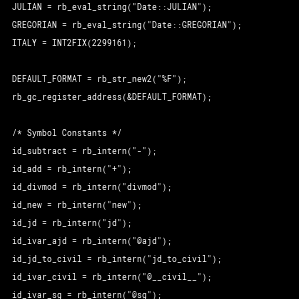 JULIAN = rb_eval_string("Date::JULIAN");
GREGORIAN = rb_eval_string("Date::GREGORIAN");
ITALY = INT2FIX(2299161);
DEFAULT_FORMAT = rb_str_new2("%F");
rb_gc_register_address(&DEFAULT_FORMAT);
/* Symbol Constants */
id_subtract = rb_intern("-");
id_add = rb_intern("+");
id_divmod = rb_intern("divmod");
id_new = rb_intern("new");
id_jd = rb_intern("jd");
id_ivar_ajd = rb_intern("@ajd");
id_jd_to_civil = rb_intern("jd_to_civil");
id_ivar_civil = rb_intern("@__civil__");
id_ivar_sg = rb_intern("@sg");